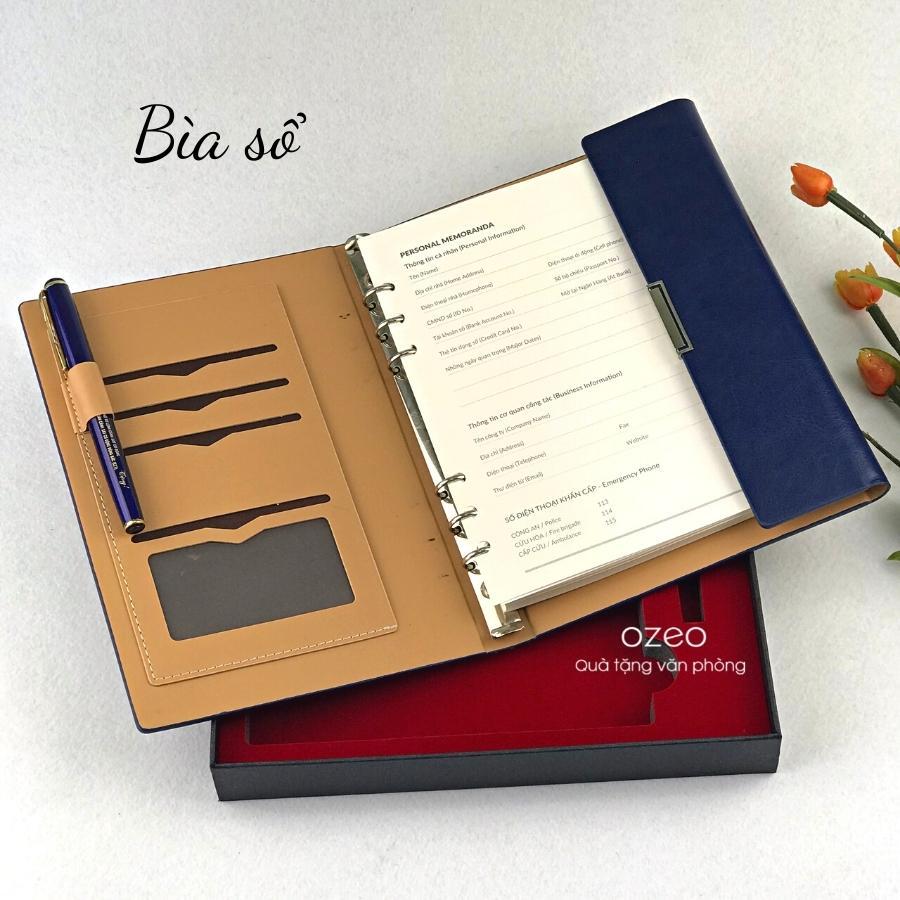 Bìa sổ
PERSONAL MEMORANDA
Thông tin cá nhân (Personal Information)
Tên (Name)
Điện thoại di động (Cell phone)
Địa chỉ nhà (Home Address)
Số hộ chiếu (Passport No.)
Điện thoại nhà (Homephone)
Mở tại Ngân Hàng (At Bank)
CMND số (ID No.)
Tài khoản số (Bank Account No.)
Thẻ tín dụng số (Credit Card No.)
Những ngày quan trọng (Major Dates)
Thông tin cơ quan công tác (Business Information)
Tên công ty (Company Name)
Địa chỉ (Address)
Fax
Điện thoại (Telephone)
Website
Thư điện tử (Email)
SỐ ĐIỆN THOẠI KHẨN CẤP - Emergency Phone
CÔNG AN / Police 113
CỨU HỎA / Fire brigade 114
CẤP CỨU / Ambulance 115
ozeo
Quà tặng văn phòng